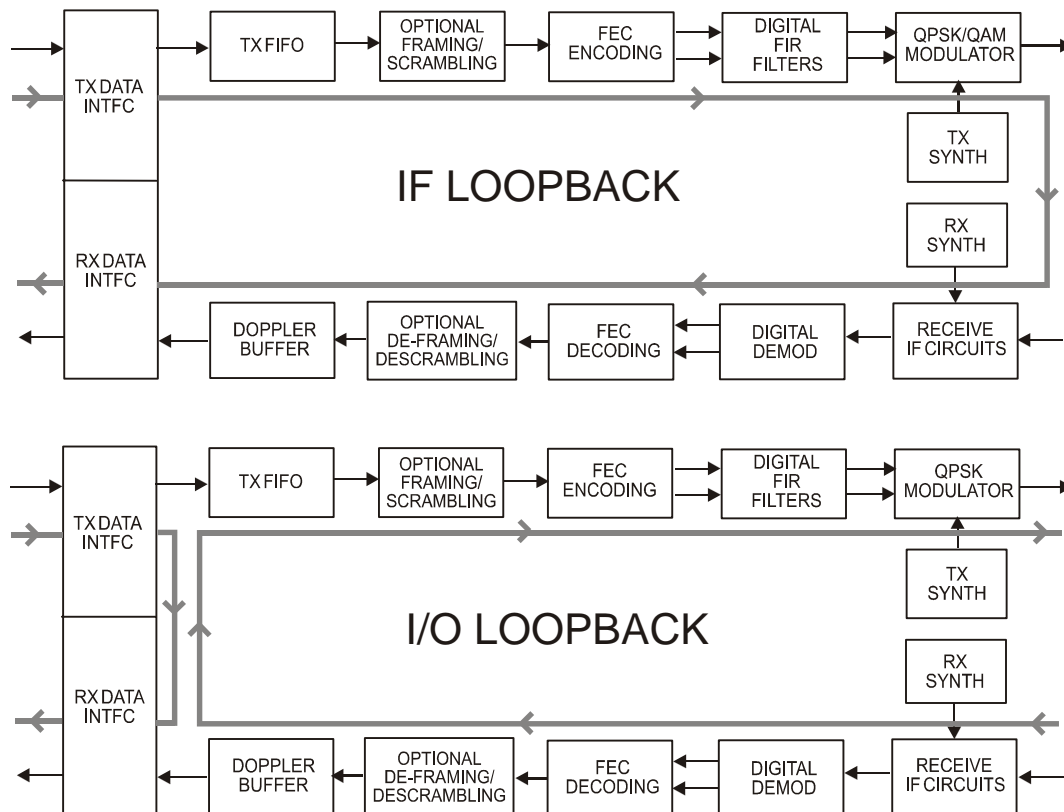 TX DATA
INTFC
TX FIFO
OPTIONAL
FRAMING/
SCRAMBLING
FEC
ENCODING
DIGITAL
FIR
FILTERS
QPSK/QAM
MODULATOR
TX
SYNTH
IF LOOPBACK
RX
SYNTH
RX DATA
INTFC
DOPPLER
BUFFER
OPTIONAL
DE-FRAMING/
DESCRAMBLING
FEC
DECODING
DIGITAL
DEMOD
RECEIVE
IF CIRCUITS
TX DATA
INTFC
TX FIFO
OPTIONAL
FRAMING/
SCRAMBLING
FEC
ENCODING
DIGITAL
FIR
FILTERS
QPSK
MODULATOR
TX
SYNTH
I/O LOOPBACK
RX
SYNTH
RX DATA
INTFC
DOPPLER
BUFFER
OPTIONAL
DE-FRAMING/
DESCRAMBLING
FEC
DECODING
DIGITAL
DEMOD
RECEIVE
IF CIRCUITS